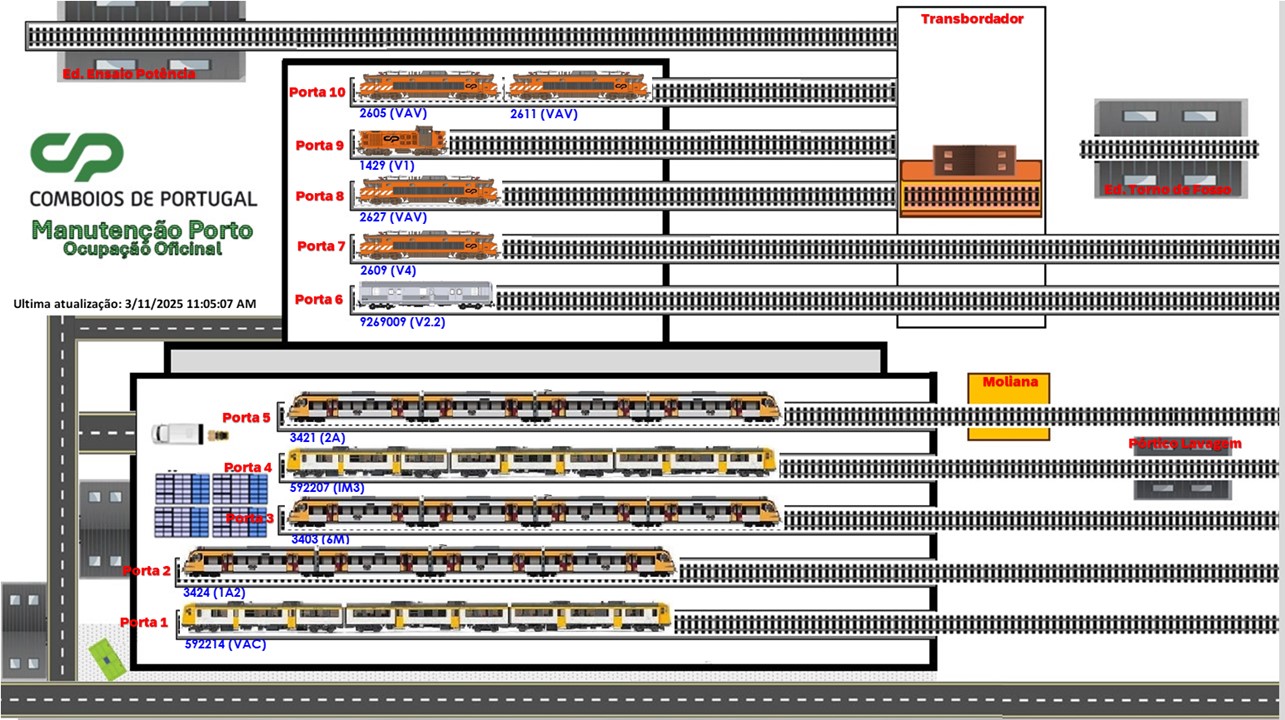 Transbordador
Ed. Ensaio Potência
Porta 10
2605 (VAV)
2611 (VAV)
Porta 9
1429 (V1)
COMBOIOS DE PORTUGAL
Manutenção Porto
Ocupação Oficinal
Porta 8
2627 (VAV)
Ed. Torno de Fosso
Porta 7
2609 (V4)
Ultima atualização: 3/11/2025 11:05:07 AM
Porta 6
9269009 (V2.2)
Moliana
Porta 5
3421 (2A)
Pórtico Lavagem
Porta 4
592207 (IM3)
Porta 3
3403 (6M)
Porta 2
3424 (1A2)
Porta 1
592214 (VAC)